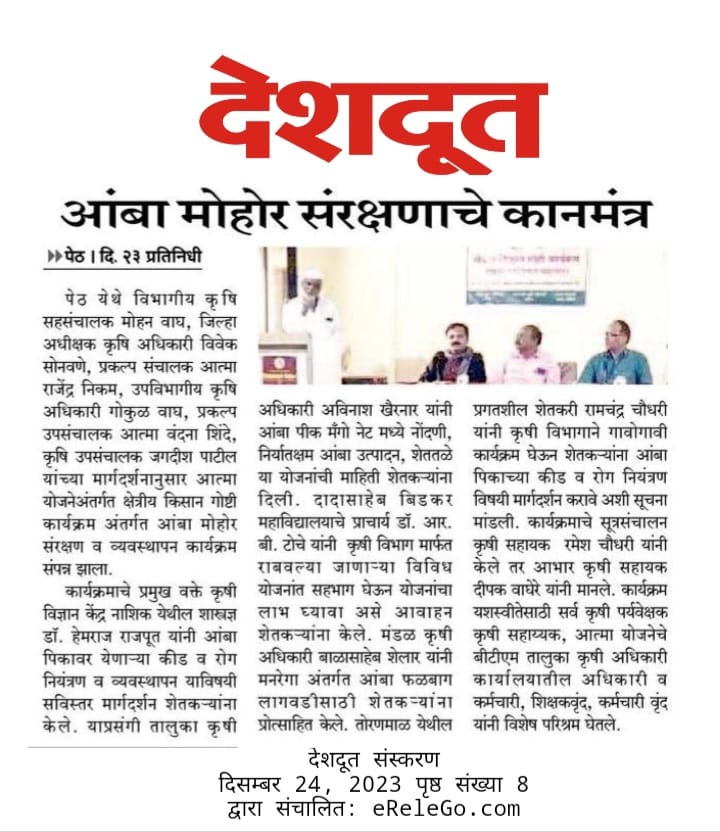 देशदूत
आंबा मोहोर संरक्षणाचे कानमंत्र
पेठ । दि. २३ प्रतिनिधी
पेठ येथे विभागीय कृषि
सहसंचालक मोहन वाघ, जिल्हा
अधीक्षक कृषि अधिकारी विवेक
सोनवणे, प्रकल्प संचालक आत्मा
राजेंद्र निकम, उपविभागीय कृषि
अधिकारी गोकुळ वाघ, प्रकल्प
उपसंचालक आत्मा वंदना शिंदे,
कृषि उपसंचालक जगदीश पाटील
यांच्या मार्गदर्शनानुसार आत्मा
योजनेअंतर्गत क्षेत्रीय किसान गोष्टी
कार्यक्रम अंतर्गत आंबा मोहोर
संरक्षण व व्यवस्थापन कार्यक्रम
संपन्न झाला.
कार्यक्रमाचे प्रमुख वक्ते कृषी
विज्ञान केंद्र नाशिक येथील शास्त्रज्ञ
डॉ. हेमराज राजपूत यांनी आंबा
पिकावर येणाऱ्या कीड व रोग
नियंत्रण व व्यवस्थापन याविषयी
सविस्तर मार्गदर्शन शेतकऱ्यांना
केले. याप्रसंगी तालुका कृषी
अधिकारी अविनाश खैरनार यांनी
आंबा पीक मँगो नेट मध्ये नोंदणी,
निर्यातक्षम आंबा उत्पादन, शेततळे
या योजनांची माहिती शेतकऱ्यांना
दिली. दादासाहेब बिडकर
महाविद्यालयाचे प्राचार्य डॉ. आर.
बी. टोचे यांनी कृषी विभाग मार्फत
राबवल्या जाणाऱ्या विविध
योजनांत सहभाग घेऊन योजनांचा
लाभ घ्यावा असे आवाहन
शेतकऱ्यांना केले. मंडळ कृषी
अधिकारी बाळासाहेब शेलार यांनी
मनरेगा अंतर्गत आंबा फळबाग
लागवडीसाठी शेतकऱ्यांना
प्रोत्साहित केले. तोरणमाळ येथील
प्रगतशील शेतकरी रामचंद्र चौधरी
यांनी कृषी विभागाने गावोगावी
कार्यक्रम घेऊन शेतकऱ्यांना आंबा
पिकाच्या कीड व रोग नियंत्रण
विषयी मार्गदर्शन करावे अशी सूचना
मांडली. कार्यक्रमाचे सूत्रसंचालन
कृषी सहायक रमेश चौधरी यांनी
केले तर आभार कृषी सहायक
दीपक वाघेरे यांनी मानले. कार्यक्रम
यशस्वीतेसाठी सर्व कृषी पर्यवेक्षक
कृषी सहाय्यक, आत्मा योजनेचे
बीटीएम तालुका कृषी अधिकारी
कार्यालयातील अधिकारी व
कर्मचारी, शिक्षकवृंद, कर्मचारी वृंद
यांनी विशेष परिश्रम घेतले.
देशदूत संस्करण
दिसम्बर 24, 2023 पृष्ठ संख्या 8
द्वारा संचालित: eReleGo.com